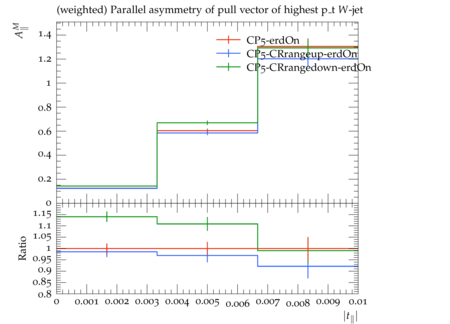 (weighted) Parallel asymmetry of pull vector of highest p_t W-jet
A^M_∥
CP5-erdOn
CP5-CRrangeup-erdOn
CP5-CRrangedown-erdOn
1.4
1.2
1
0.8
0.6
0.4
0.2
0
Ratio
1.15
1.1
1.05
1
0.95
0.9
0.85
0.8
0 0.001 0.002 0.003 0.004 0.005 0.006 0.007 0.008 0.009 0.01
|t_∥|